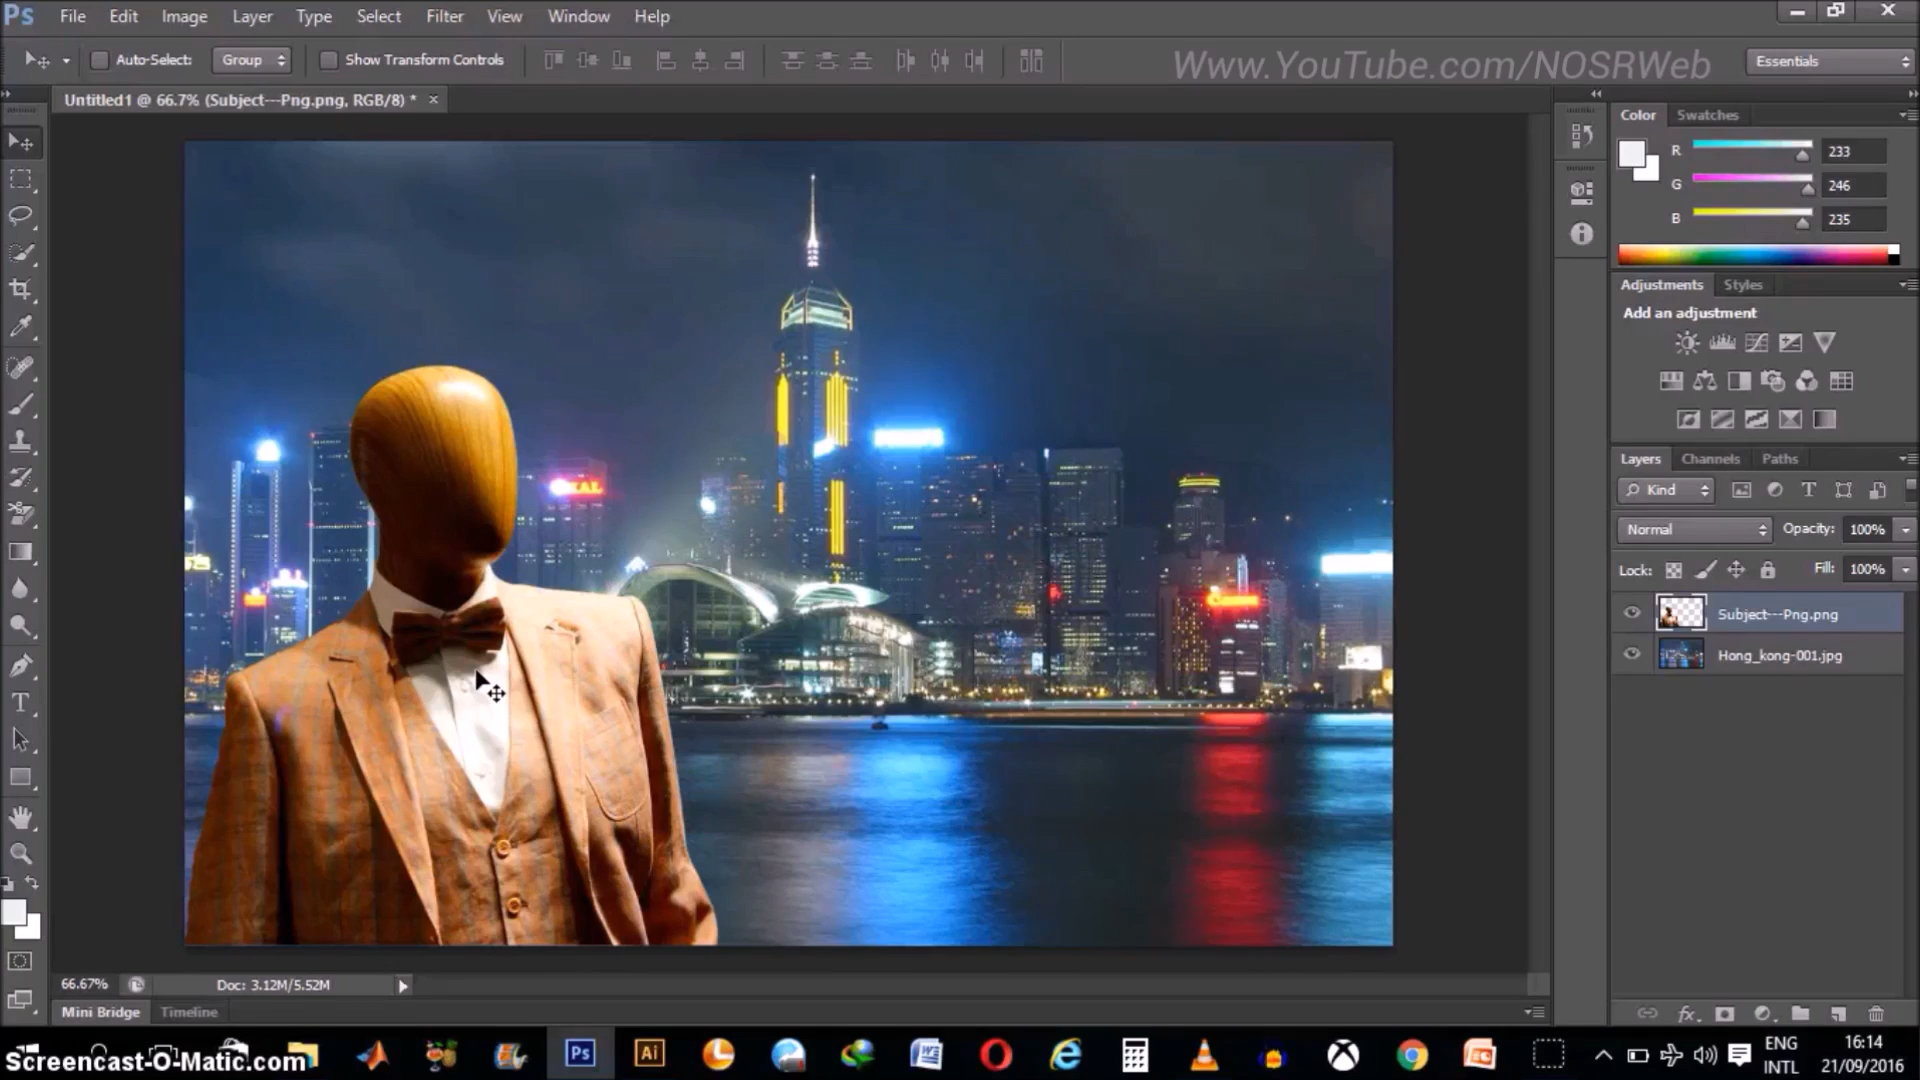 Ps File Edit Image Layer Type Select Filter View Window Help
Auto-Select: Group Show Transform Controls Www.YouTube.com/NOSRWeb Essentials
Untitled1 @ 66.7% (Subject---Png.png, RGB/8) * ×
Color Swatches
R 233
G 246
B 235
Adjustments Styles
Add an adjustment
Layers Channels Paths
Kind
Normal Opacity: 100%
Lock: Fill: 100%
Subject---Png.png
Hong_kong-001.jpg
66.67% Doc: 3.12M/5.52M
Mini Bridge Timeline
Screencast-O-Matic.com
Ps Ai
ENG
INTL
16:14
21/09/2016